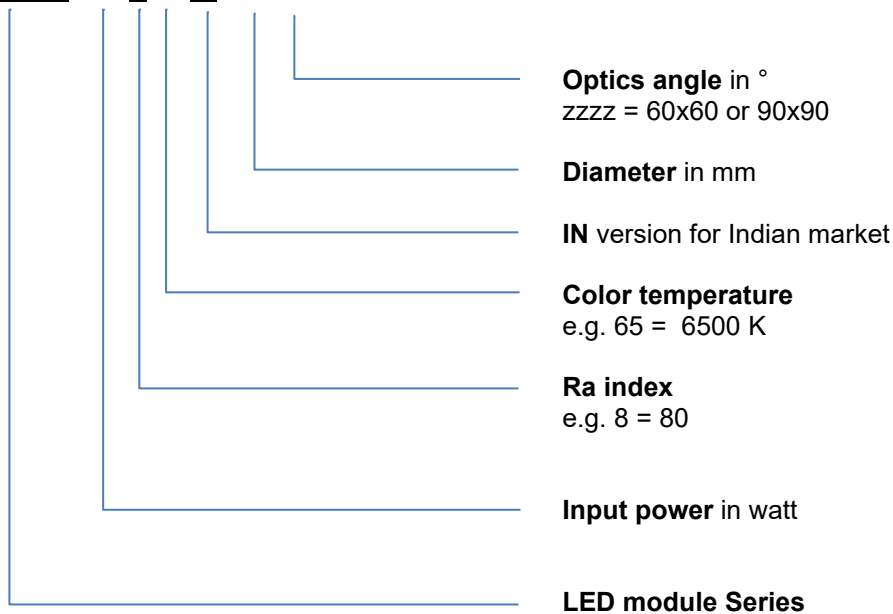 Optics angle in °
zzzz = 60x60 or 90x90
Diameter in mm
IN version for Indian market
Color temperature
e.g. 65 = 6500 K
Ra index
e.g. 8 = 80
Input power in watt
LED module Series